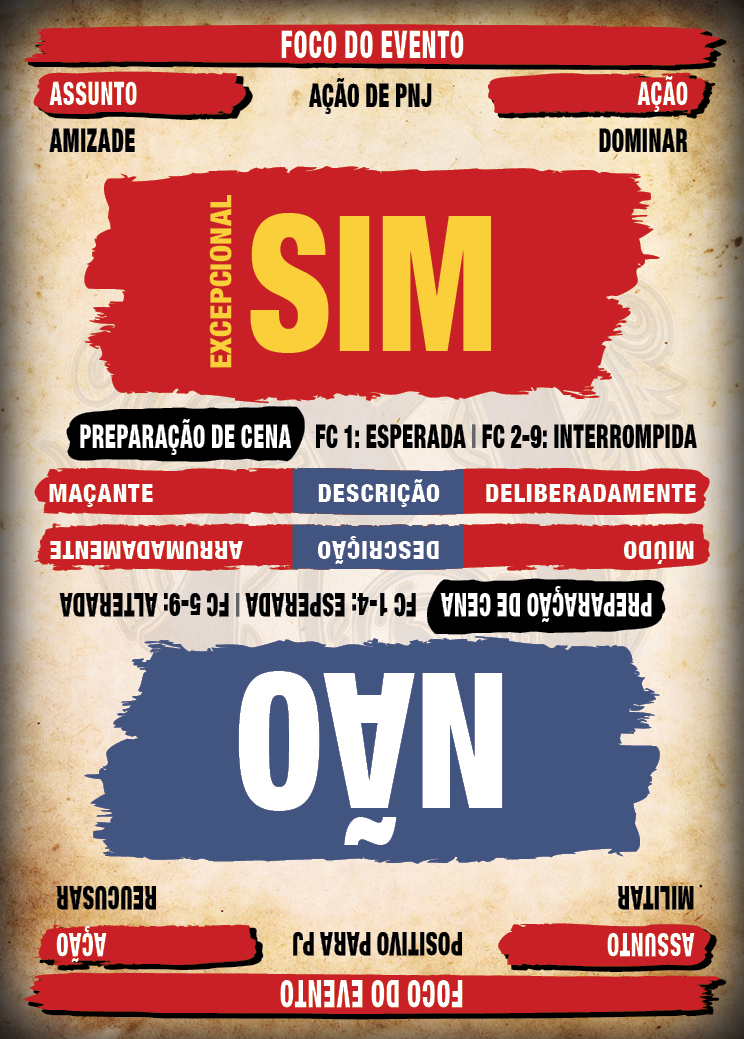 FOCO DO EVENTO
ASSUNTO AÇÃO DE PNJ AÇÃO
AMIZADE DOMINAR
EXCEPCIONAL
SIM
PREPARAÇÃO DE CENA FC 1: ESPERADA | FC 2-9: INTERROMPIDA
MAÇANTE DESCRIÇÃO DELIBERADAMENTE
FOCO DO EVENTO
ASSUNTO POSITIVO PARA PJ AÇÃO
MILITAR REUCUSAR
NÃO
PREPARAÇÃO DE CENA FC 1-4: ESPERADA | FC 5-9: ALTERADA
MIÚDO DESCRIÇÃO ARRUMADAMENTE